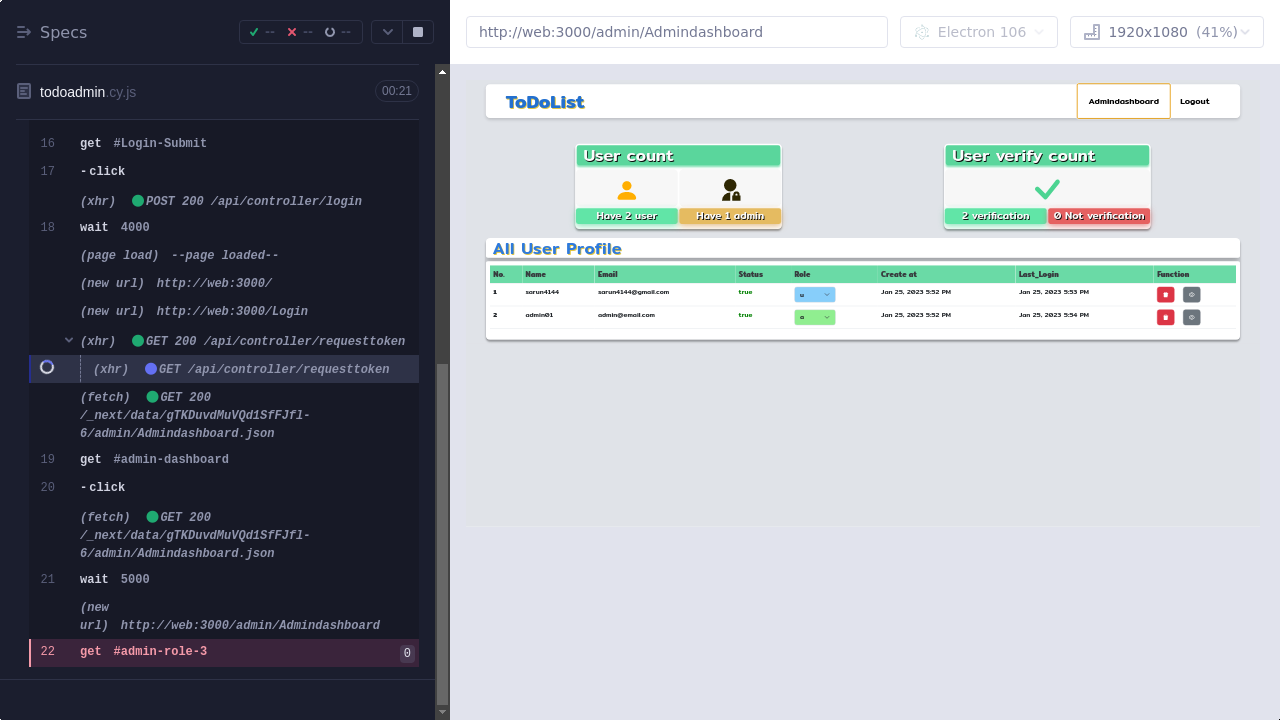 Specs
-- -- --
todoadmin.cy.js
00:21
16 get #Login-Submit
17 -click
(xhr) POST 200 /api/controller/login
18 wait 4000
(page load) --page loaded--
(new url) http://web:3000/
(new url) http://web:3000/Login
(xhr) GET 200 /api/controller/requesttoken
(xhr) GET /api/controller/requesttoken
(fetch) GET 200
/_next/data/gTKDuvdMuVQd1SfFJfl-
6/admin/Admindashboard.json
19 get #admin-dashboard
20 -click
(fetch) GET 200
/_next/data/gTKDuvdMuVQd1SfFJfl-
6/admin/Admindashboard.json
21 wait 5000
(new
url) http://web:3000/admin/Admindashboard
22 get #admin-role-3 0
http://web:3000/admin/Admindashboard
Electron 106
1920x1080 (41%)
ToDoList
Admindashboard
Logout
User count
Have 2 user
Have 1 admin
User verify count
2 verification
0 Not verification
All User Profile
No. Name Email Status Role Create at Last_Login Function
1 sarun4144 sarun4144@gmail.com true u Jan 25, 2023 5:52 PM Jan 25, 2023 5:53 PM
2 admin01 admin@email.com true a Jan 25, 2023 5:52 PM Jan 25, 2023 5:54 PM